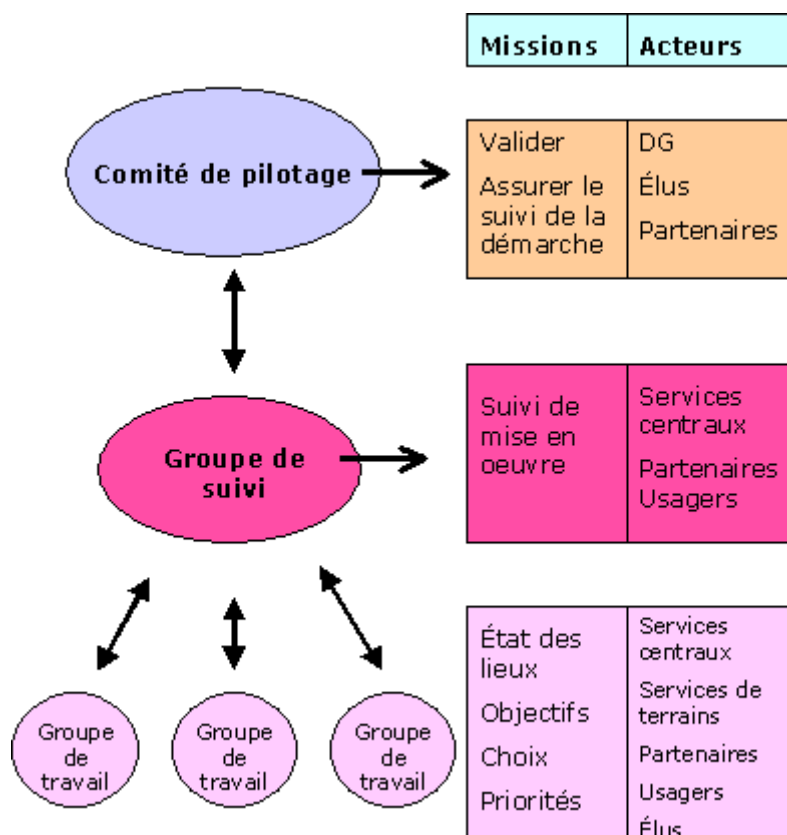 Missions
Acteurs
Comité de pilotage
Valider
Assurer le
suivi de la
démarche
DG
Élus
Partenaires
Groupe de
suivi
Suivi de
mise en
oeuvre
Services
centraux
Partenaires
Usagers
Groupe
de
travail
Groupe
de
travail
Groupe
de
travail
État des
lieux
Objectifs
Choix
Priorités
Services
centraux
Services de
terrains
Partenaires
Usagers
Élus